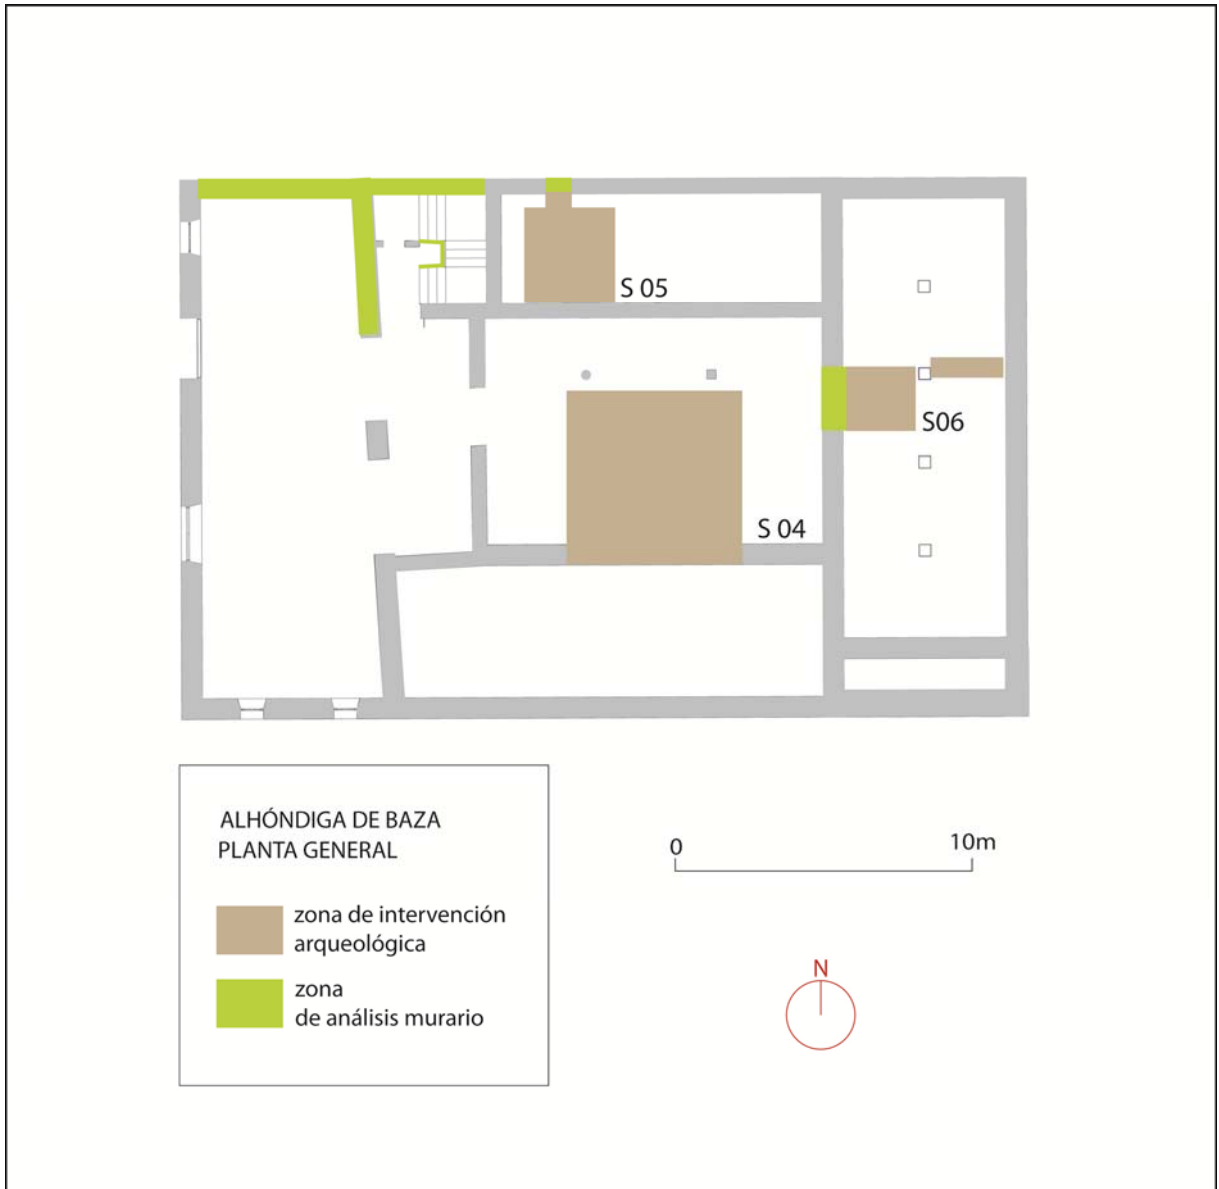 S 05
S06
S 04
ALHÓNDIGA DE BAZA
PLANTA GENERAL
zona de intervención
arqueológica
zona
de análisis murario
0 10m
N